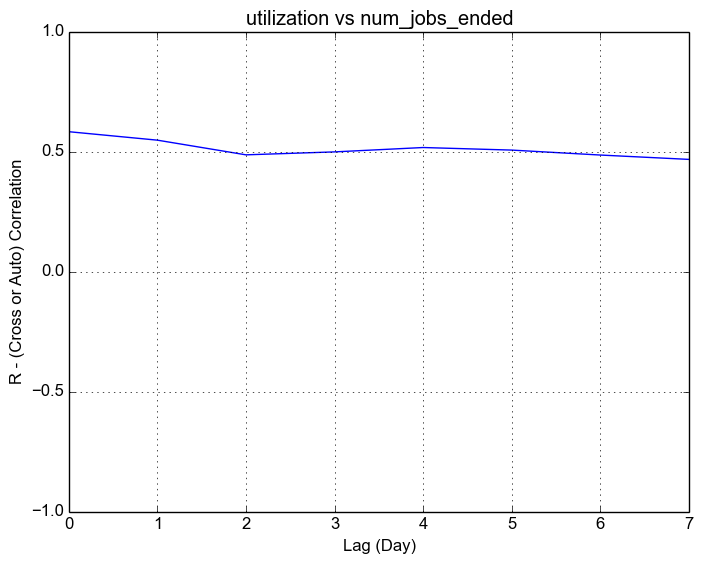 utilization vs num_jobs_ended
1.0
0.5
0.0
−0.5
−1.0
R - (Cross or Auto) Correlation
0 1 2 3 4 5 6 7
Lag (Day)